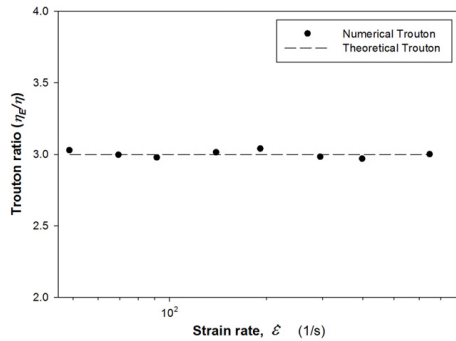 4.0
Numerical Trouton
Theoretical Trouton
3.5
Trouton ratio (η_E/η)
3.0
2.5
2.0
10²
Strain rate, ε̇ (1/s)